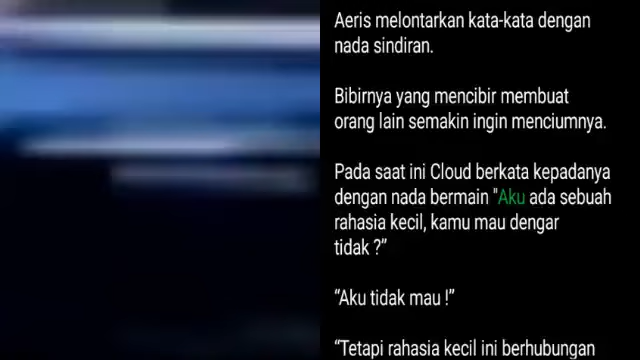 Aeris melontarkan kata-kata dengan
nada sindiran.
Bibirnya yang mencibir membuat
orang lain semakin ingin menciumnya.
Pada saat ini Cloud berkata kepadanya
dengan nada bermain "Aku ada sebuah
rahasia kecil, kamu mau dengar
tidak ?”
“Aku tidak mau !”
“Tetapi rahasia kecil ini berhubungan